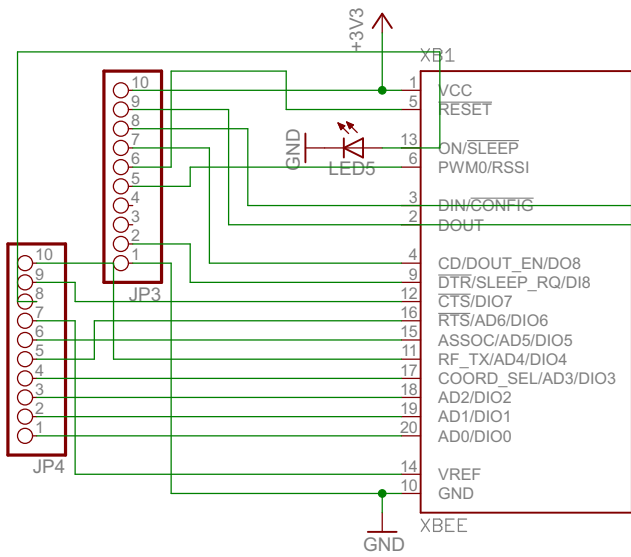 +3V3
XB1
10
9
8
7
6
5
4
3
2
1
JP3
GND
LED5
1 VCC
5 RESET
13 ON/SLEEP
6 PWM0/RSSI
3 DIN/CONFIG
2 DOUT
4 CD/DOUT_EN/DO8
9 DTR/SLEEP_RQ/DI8
12 CTS/DIO7
16 RTS/AD6/DIO6
15 ASSOC/AD5/DIO5
11 RF_TX/AD4/DIO4
17 COORD_SEL/AD3/DIO3
18 AD2/DIO2
19 AD1/DIO1
20 AD0/DIO0
14 VREF
10 GND
10
9
8
7
6
5
4
3
2
1
JP4
XBEE
GND